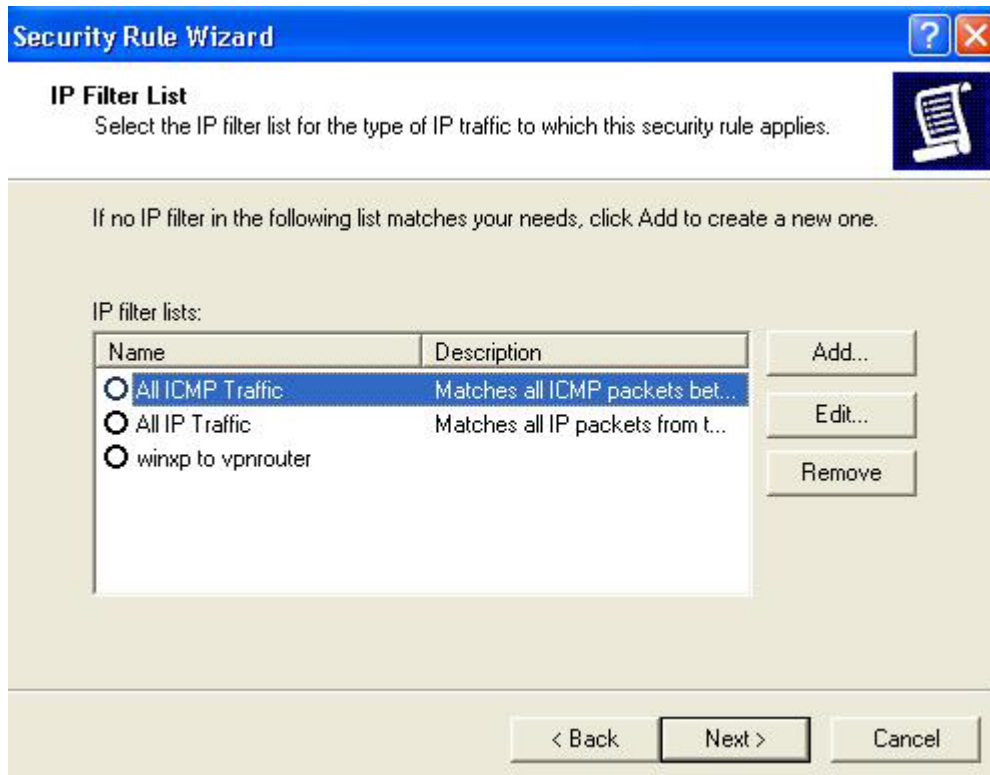 Security Rule Wizard
IP Filter List
Select the IP filter list for the type of IP traffic to which this security rule applies.
If no IP filter in the following list matches your needs, click Add to create a new one.
IP filter lists:
Name Description
All ICMP Traffic Matches all ICMP packets bet...
All IP Traffic Matches all IP packets from t...
winxp to vpnrouter
Add...
Edit...
Remove
< Back Next > Cancel